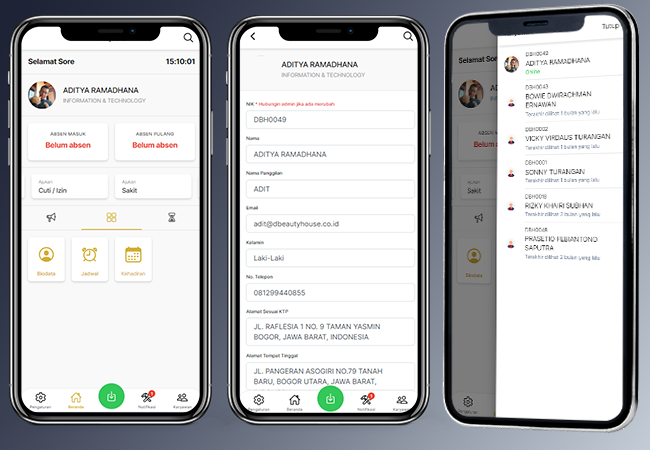 Selamat Sore
15:10:01
ADITYA RAMADHANA
INFORMATION & TECHNOLOGY
ABSEN MASUK
Belum absen
ABSEN PULANG
Belum absen
Ajukan
Cuti / Izin
Ajukan
Sakit
Biodata
Jadwal
Kehadiran
Pengaturan
Beranda
Notifikasi
Karyawan
ADITYA RAMADHANA
INFORMATION & TECHNOLOGY
NIK * Hubungi admin jika ada merubah
DBH0049
Nama
ADITYA RAMADHANA
Nama Panggilan
ADIT
Email
adit@dbeautyhouse.co.id
Kelamin
Laki-Laki
No. Telepon
081299440855
Alamat Sesuai KTP
JL. RAFLESIA 1 NO. 9 TAMAN YASMIN
BOGOR, JAWA BARAT, INDONESIA
Alamat Tempat Tinggal
JL. PANGERAN ASOGIRI NO.79 TANAH
BARU, BOGOR UTARA, JAWA BARAT,
Pengaturan
Beranda
Notifikasi
Karyawan
Selamat Sore
ABSEN MASUK
Belum absen
Ajukan
Sakit
Biodata
Pengaturan
Tutup
DBH0049
ADITYA RAMADHANA
Online
DBH0043
BOWIE DWIRACHMAN
ERNAWAN
Terakhir dilihat 1 bulan yang lalu
DBH0002
VICKY VIRDAUS TURANGAN
Terakhir dilihat 1 bulan yang lalu
DBH0001
SONNY TURANGAN
Terakhir dilihat 1 bulan yang lalu
RIZKY KHAIRI SUBHAN
Terakhir dilihat 2 bulan yang lalu
PRASETIO FEBIANTONO
SAPUTRA
Terakhir dilihat 2 bulan yang lalu